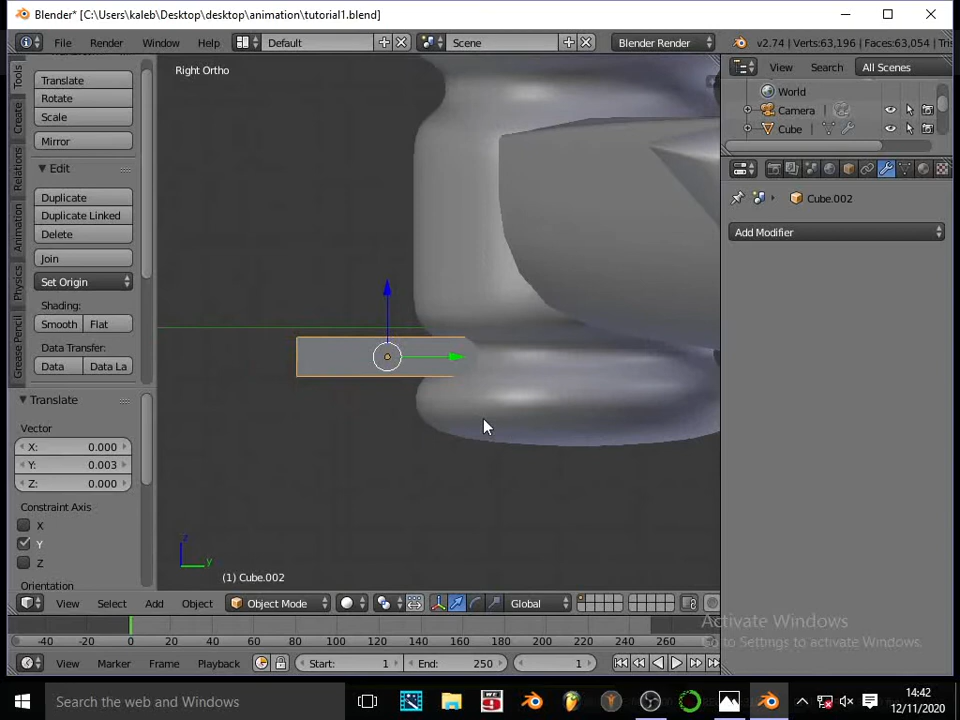 Blender* [C:\Users\kaleb\Desktop\desktop\animation\tutorial1.blend]
File Render Window Help Default Scene Blender Render v2.74 | Verts:63,196 | Faces:63,054 | Tris
Tools
Create
Relations
Animation
Physics
Grease Pencil
Translate
Rotate
Scale
Mirror
Edit
Duplicate
Duplicate Linked
Delete
Join
Set Origin
Shading:
Smooth Flat
Data Transfer:
Data Data La
Translate
Vector
X: 0.000
Y: 0.003
Z: 0.000
Constraint Axis
X
Y
Z
Orientation
Right Ortho
z
y
(1) Cube.002
View Search All Scenes
World
Camera
Cube
Cube.002
Add Modifier
View Select Add Object Object Mode Global
-40 -20 0 20 40 60 80 100 120 140 160 180 200 220 240 260
View Marker Frame Playback Start: 1 End: 250 1
Activate Windows
Go to Settings to activate Windows.
Search the web and Windows
14:42
12/11/2020